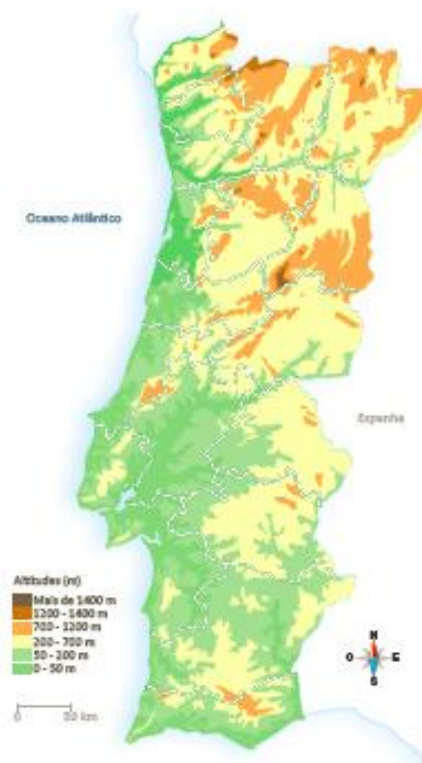 Oceano Atlântico
Espanha
Altitudes (m)
Mais de 1400 m
1200 - 1400 m
700 - 1200 m
200 - 700 m
50 - 200 m
0 - 50 m
N
O
E
S
0
50 km